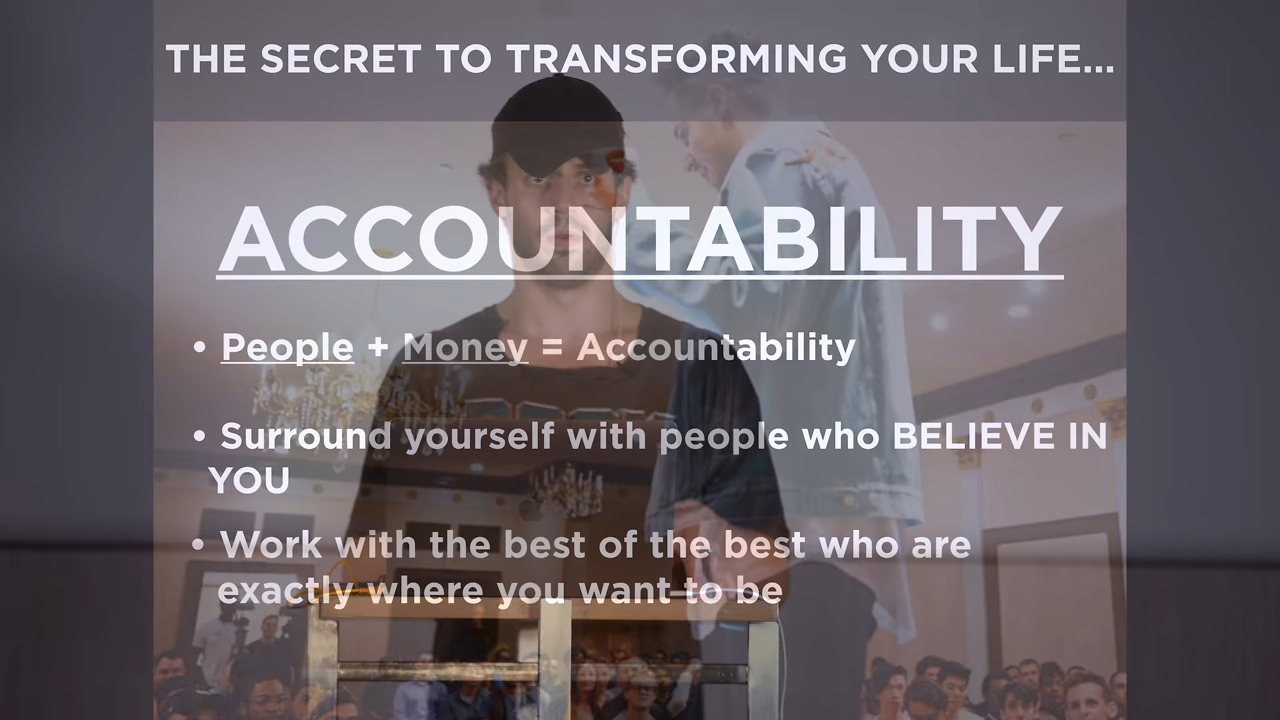 THE SECRET TO TRANSFORMING YOUR LIFE...
ACCOUNTABILITY
• People + Money = Accountability
• Surround yourself with people who BELIEVE IN
YOU
• Work with the best of the best who are
exactly where you want to be